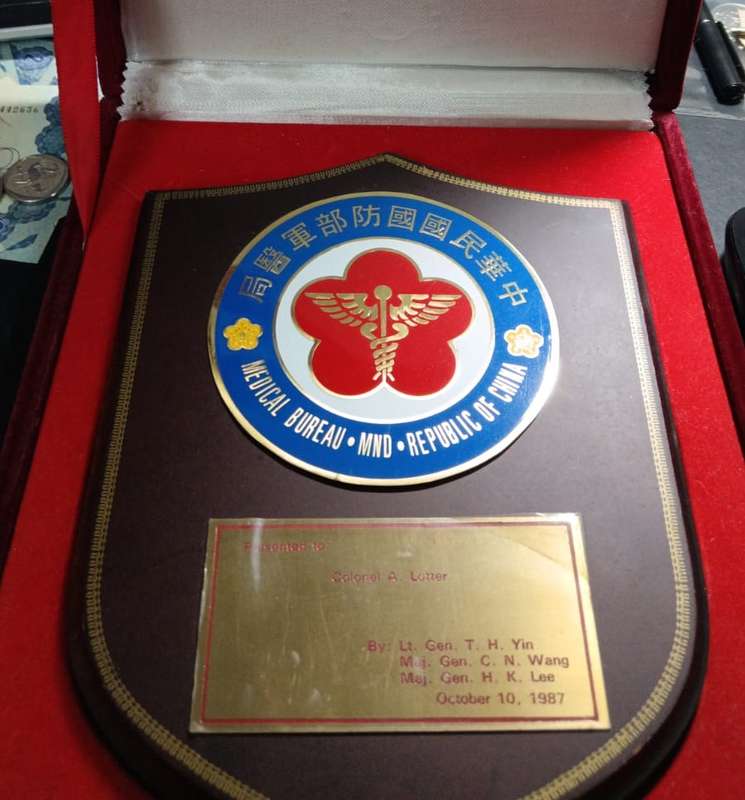 中華民國國防部軍醫局
MEDICAL BUREAU • MND • REPUBLIC OF CHINA
Presented to
Colonel A. Lotter
By: Lt. Gen. T. H. Yin
Maj. Gen. C. N. Wang
Maj. Gen. H. K. Lee
October 10, 1987